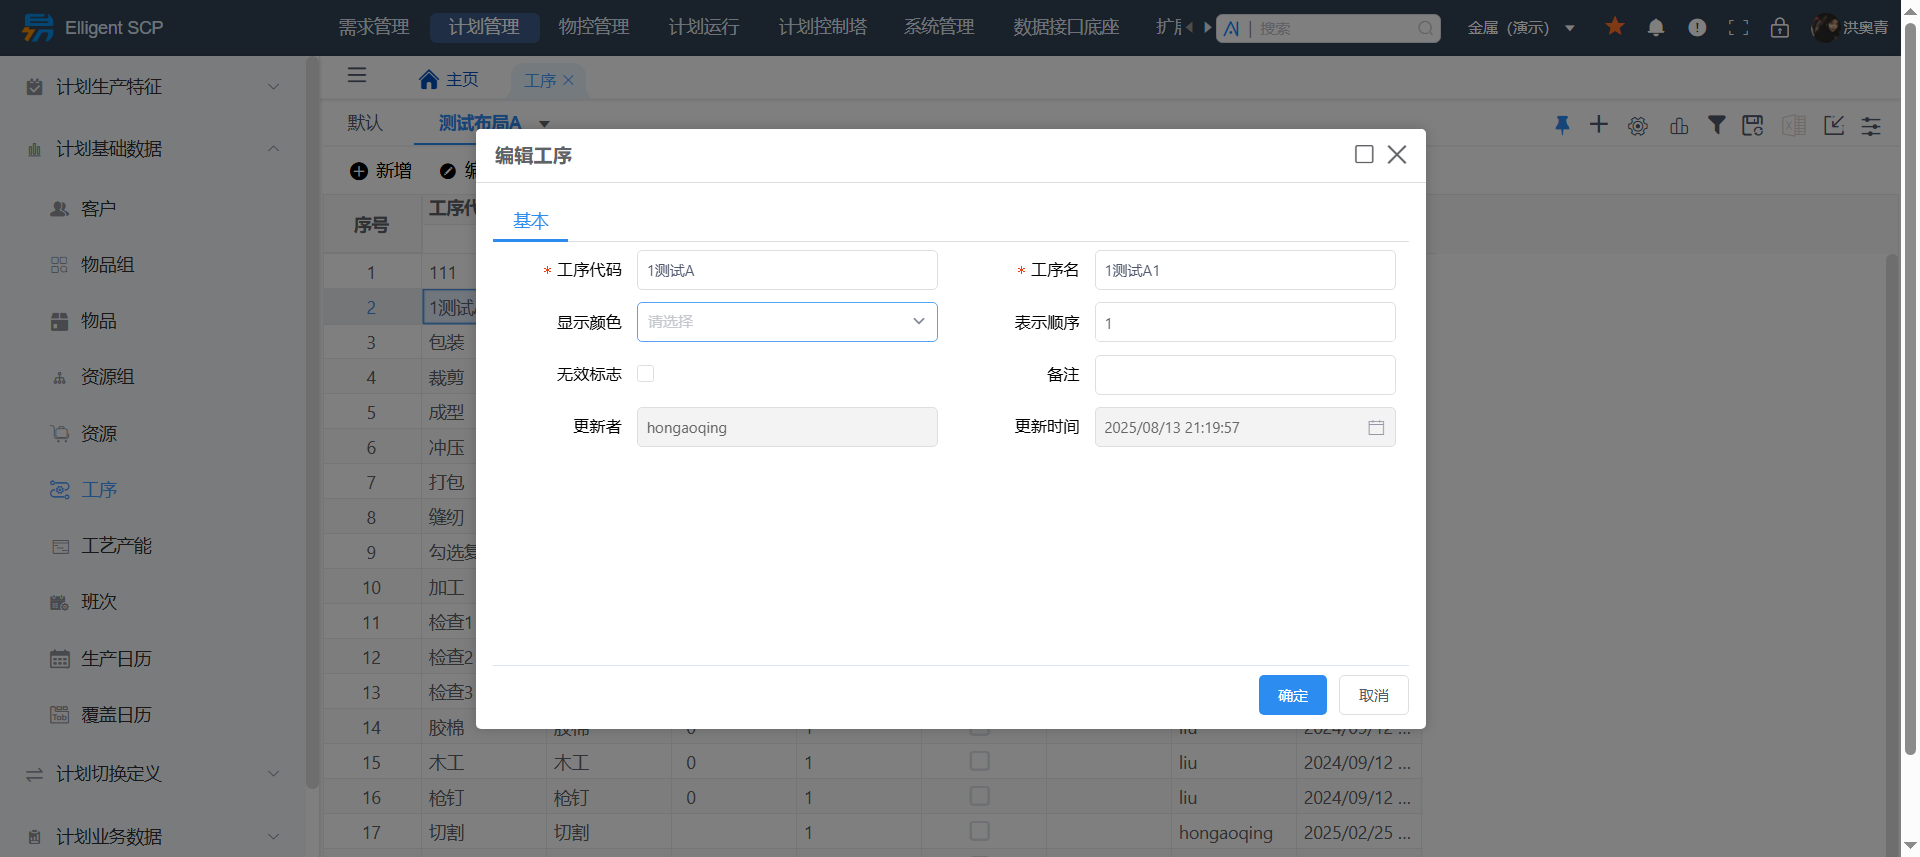 Elligent SCP
需求管理 计划管理 物控管理 计划运行 计划控制塔 系统管理 数据接口底座
AI | 搜索
金属 (演示)
洪奥青
计划生产特征
计划基础数据
客户
物品组
物品
资源组
资源
工序
工艺产能
班次
生产日历
覆盖日历
计划切换定义
计划业务数据
主页 工序
默认 测试布局A
新增
序号 工序代
1 111
2 1测试
3 包装
4 裁剪
5 成型
6 冲压
7 打包
8 缝纫
9 勾选复
10 加工
11 检查1
12 检查2
13 检查3
14 胶棉
15 木工 木工 0 1 liu 2024/09/12 ...
16 枪钉 枪钉 0 1 liu 2024/09/12 ...
17 切割 切割 1 hongaoqing 2025/02/25 ...
编辑工序
基本
* 工序代码 1测试A
* 工序名 1测试A1
显示颜色 请选择
表示顺序 1
无效标志
备注
更新者 hongaoqing
更新时间 2025/08/13 21:19:57
确定 取消